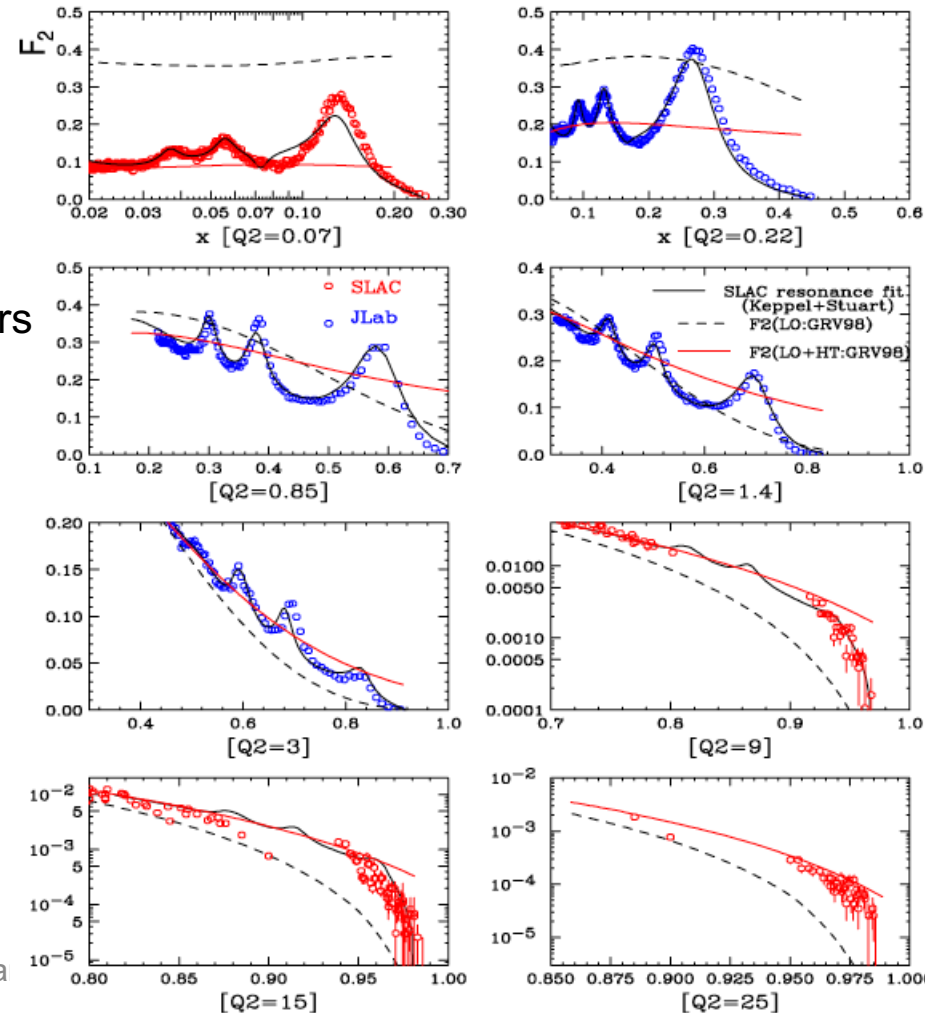 F2
0.5
0.4
0.3
0.2
0.1
0.0
0.02 0.03 0.05 0.07 0.10 0.20 0.30
x [Q2=0.07]
0.5
0.4
0.3
0.2
0.1
0.0
0.1 0.2 0.3 0.4 0.5 0.6
x [Q2=0.22]
rs
0.5
0.4
0.3
0.2
0.1
0.0
SLAC
JLab
0.1 0.2 0.3 0.4 0.5 0.6 0.7
[Q2=0.85]
0.4
0.3
0.2
0.1
0.0
SLAC resonance fit
(Keppel+Stuart)
F2(LO:GRV98)
F2(LO+HT:GRV98)
0.4 0.6 0.8 1.0
[Q2=1.4]
0.20
0.15
0.10
0.05
0.00
0.4 0.6 0.8 1.0
[Q2=3]
0.0100
0.0050
0.0010
0.0005
0.0001
0.7 0.8 0.9 1.0
[Q2=9]
10-2
5
10-3
5
10-4
5
10-5
a
0.80 0.85 0.90 0.95 1.00
[Q2=15]
10-2
10-3
10-4
10-5
0.850 0.875 0.900 0.925 0.950 0.975 1.000
[Q2=25]